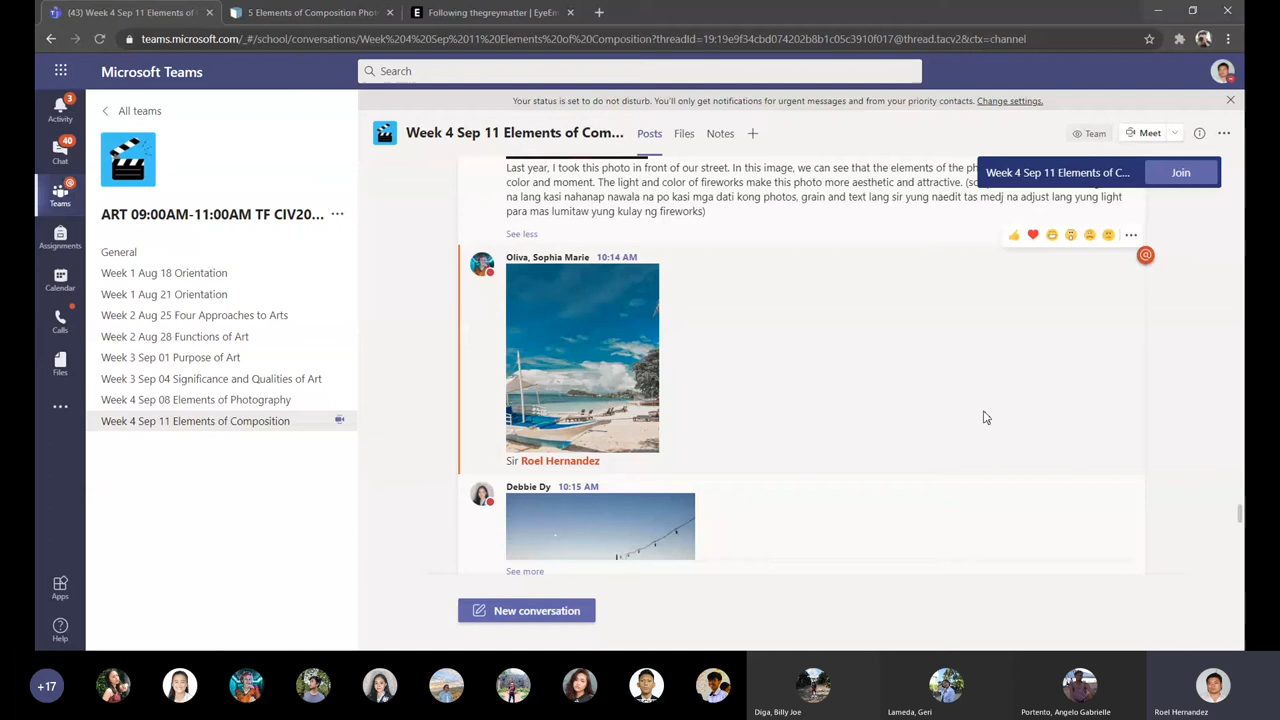 (43) Week 4 Sep 11 Elements of
5 Elements of Composition Phot
Following thegreymatter | EyeEm
teams.microsoft.com/_#/school/conversations/Week%204%20Sep%2011%20Elements%20of%20Composition?threadId=19:19e9f34cbd074202b8b1c05c3910f017@thread.tacv2&ctx=channel
Microsoft Teams
Search
Your status is set to do not disturb. You'll only get notifications for urgent messages and from your priority contacts. Change settings.
3
Activity
40
Chat
Teams
Assignments
Calendar
Calls
Files
Apps
Help
All teams
ART 09:00AM-11:00AM TF CIV20...
General
Week 1 Aug 18 Orientation
Week 1 Aug 21 Orientation
Week 2 Aug 25 Four Approaches to Arts
Week 2 Aug 28 Functions of Art
Week 3 Sep 01 Purpose of Art
Week 3 Sep 04 Significance and Qualities of Art
Week 4 Sep 08 Elements of Photography
Week 4 Sep 11 Elements of Composition
Week 4 Sep 11 Elements of Com...
Posts
Files
Notes
Team
Meet
Week 4 Sep 11 Elements of C...
Join
Last year, I took this photo in front of our street. In this image, we can see that the elements of the
color and moment. The light and color of fireworks make this photo more aesthetic and attractive.
na lang kasi nahanap nawala na po kasi mga dati kong photos, grain and text lang sir yung naedit tas medj na adjust lang yung light
para mas lumitaw yung kulay ng fireworks)
See less
Oliva, Sophia Marie 10:14 AM
@
Sir Roel Hernandez
Debbie Dy 10:15 AM
See more
New conversation
+17
Diga, Billy Joe
Lameda, Geri
Portento, Angelo Gabrielle
Roel Hernandez